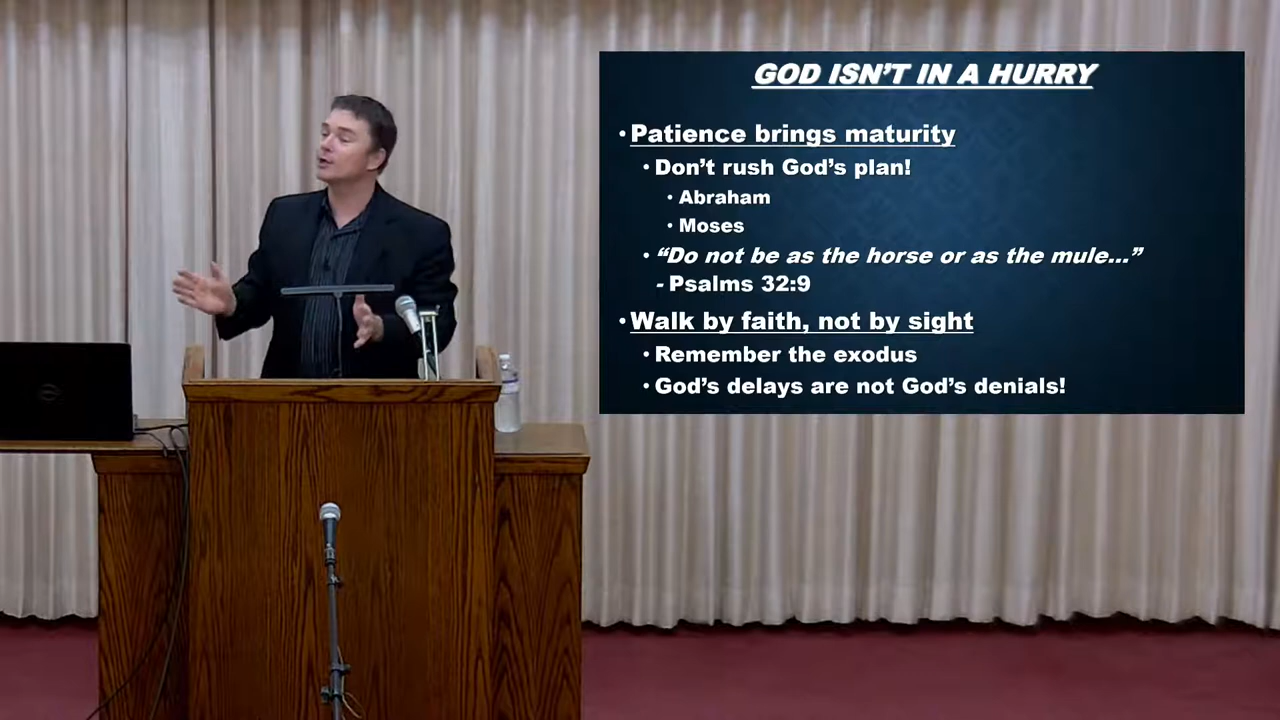 GOD ISN'T IN A HURRY
• Patience brings maturity
• Don't rush God's plan!
• Abraham
• Moses
• “Do not be as the horse or as the mule…”
- Psalms 32:9
• Walk by faith, not by sight
• Remember the exodus
• God's delays are not God's denials!